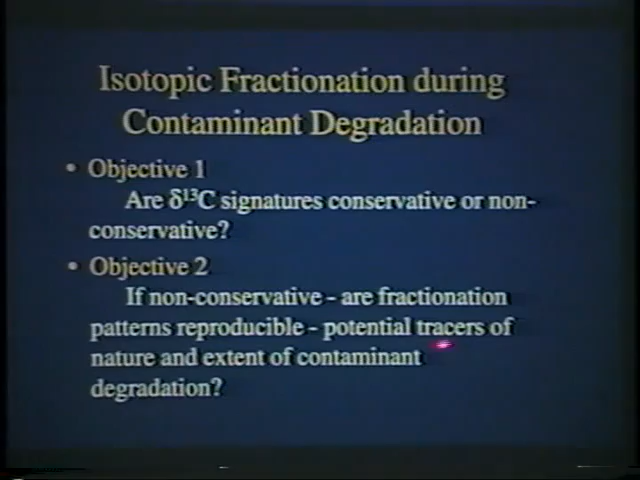 Isotopic Fractionation during
Contaminant Degradation
• Objective 1
Are δ¹³C signatures conservative or non-
conservative?
• Objective 2
If non-conservative - are fractionation
patterns reproducible - potential tracers of
nature and extent of contaminant
degradation?